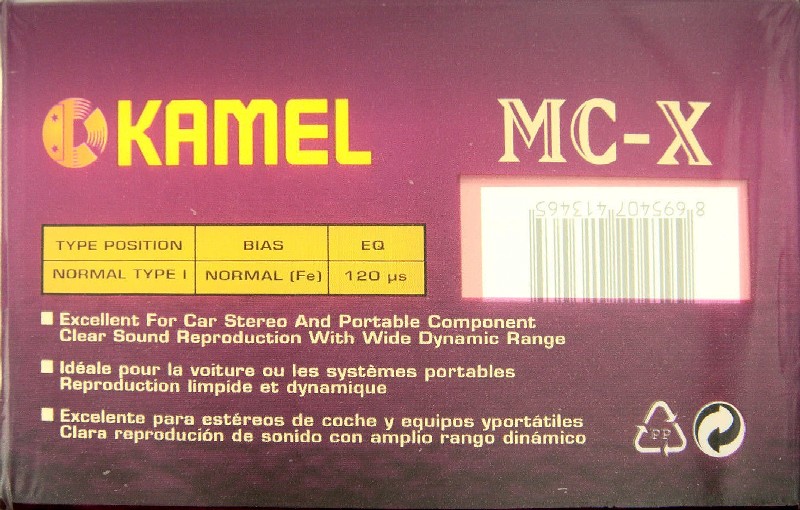 KAMEL
MC-X
8 695407 413465
TYPE POSITION BIAS EQ
NORMAL TYPE I NORMAL (Fe) 120 µs
Excellent For Car Stereo And Portable Component
Clear Sound Reproduction With Wide Dynamic Range
Idéale pour la voiture ou les systèmes portables
Reproduction limpide et dynamique
Excelente para estéreos de coche y equipos yportátiles
Clara reprodución de sonido con amplio rango dinámico
PP